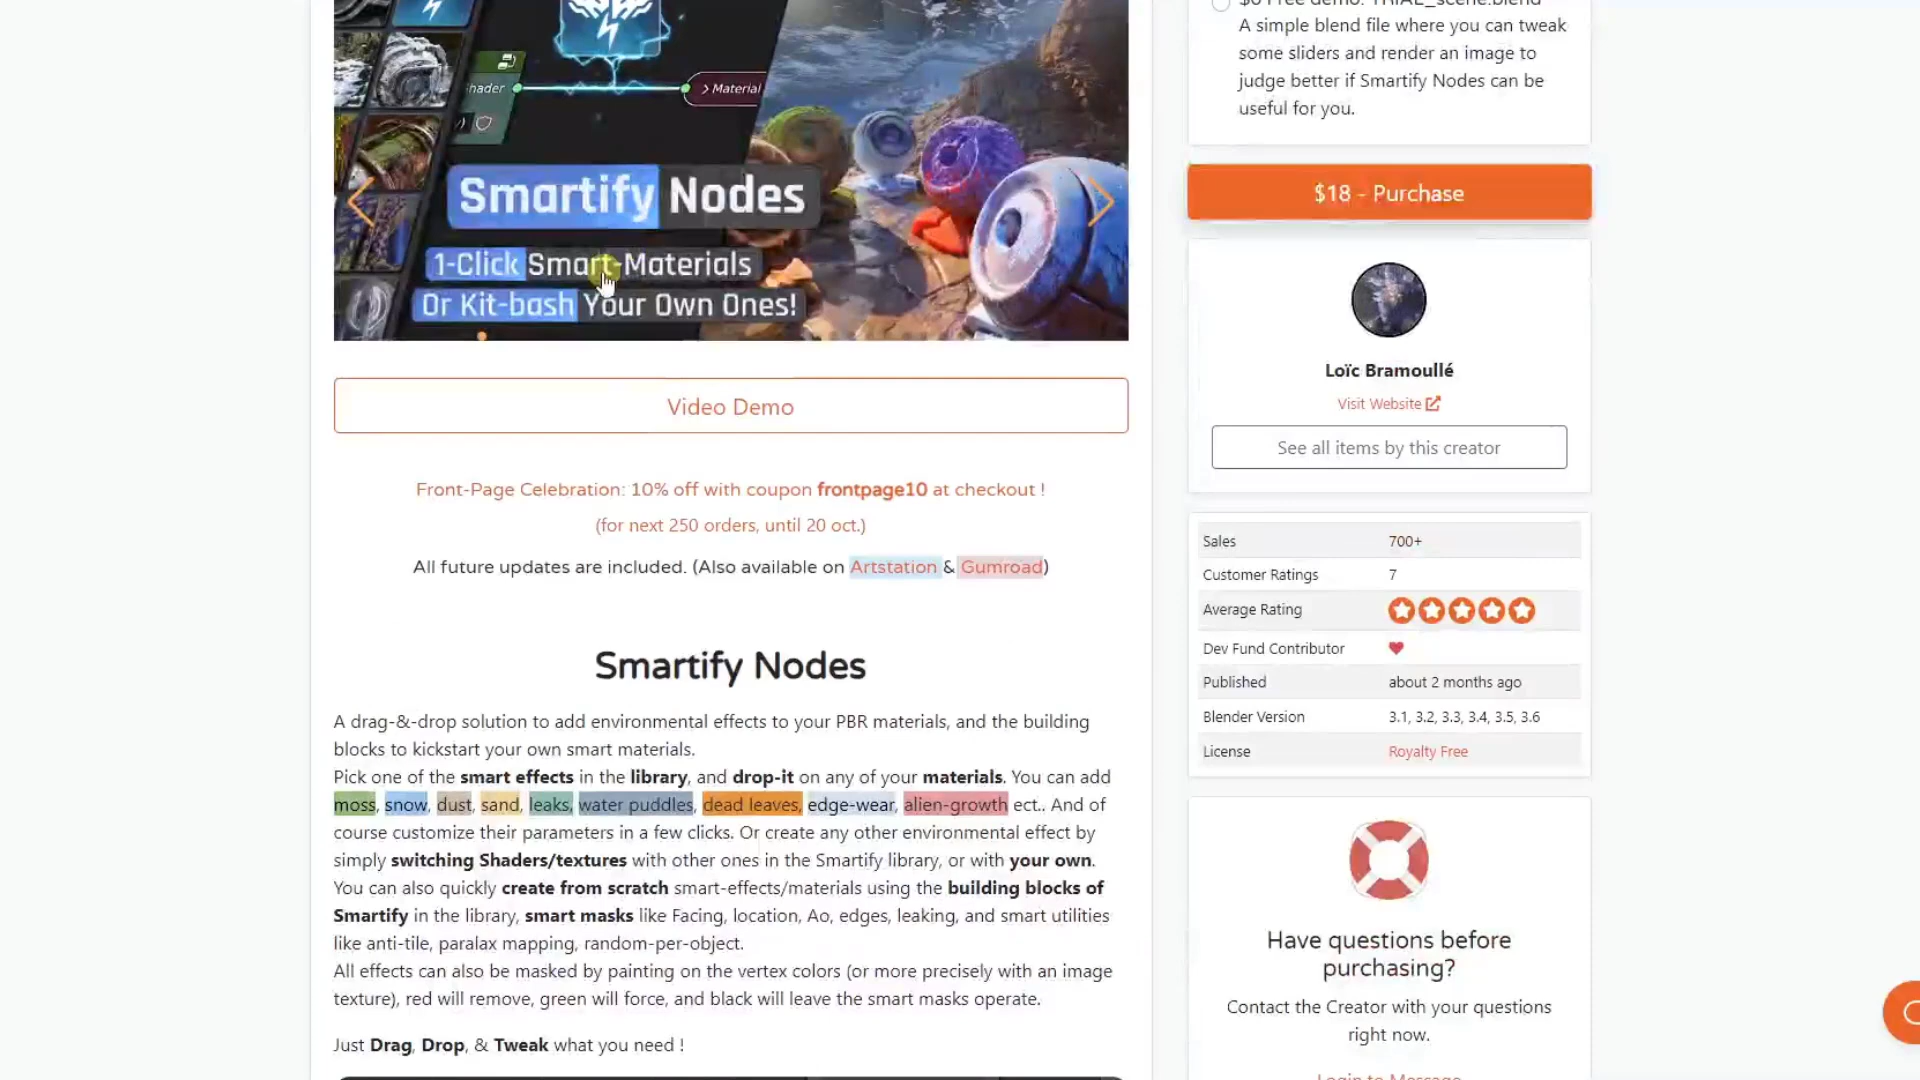 hader
Material
Smartify Nodes
1-Click Smart-Materials
Or Kit-bash Your Own Ones!
Video Demo
Front-Page Celebration: 10% off with coupon frontpage10 at checkout !
(for next 250 orders, until 20 oct.)
All future updates are included. (Also available on Artstation & Gumroad)
Smartify Nodes
A drag-&-drop solution to add environmental effects to your PBR materials, and the building
blocks to kickstart your own smart materials.
Pick one of the smart effects in the library, and drop-it on any of your materials. You can add
moss, snow, dust, sand, leaks, water puddles, dead leaves, edge-wear, alien-growth ect.. And of
course customize their parameters in a few clicks. Or create any other environmental effect by
simply switching Shaders/textures with other ones in the Smartify library, or with your own.
You can also quickly create from scratch smart-effects/materials using the building blocks of
Smartify in the library, smart masks like Facing, location, Ao, edges, leaking, and smart utilities
like anti-tile, paralax mapping, random-per-object.
All effects can also be masked by painting on the vertex colors (or more precisely with an image
texture), red will remove, green will force, and black will leave the smart masks operate.
Just Drag, Drop, & Tweak what you need !
$0 Free demo: TRIAL_scene.blend
A simple blend file where you can tweak
some sliders and render an image to
judge better if Smartify Nodes can be
useful for you.
$18 - Purchase
Loïc Bramoullé
Visit Website
See all items by this creator
Sales 700+
Customer Ratings 7
Average Rating
Dev Fund Contributor
Published about 2 months ago
Blender Version 3.1, 3.2, 3.3, 3.4, 3.5, 3.6
License Royalty Free
Have questions before
purchasing?
Contact the Creator with your questions
right now.
Login to Message